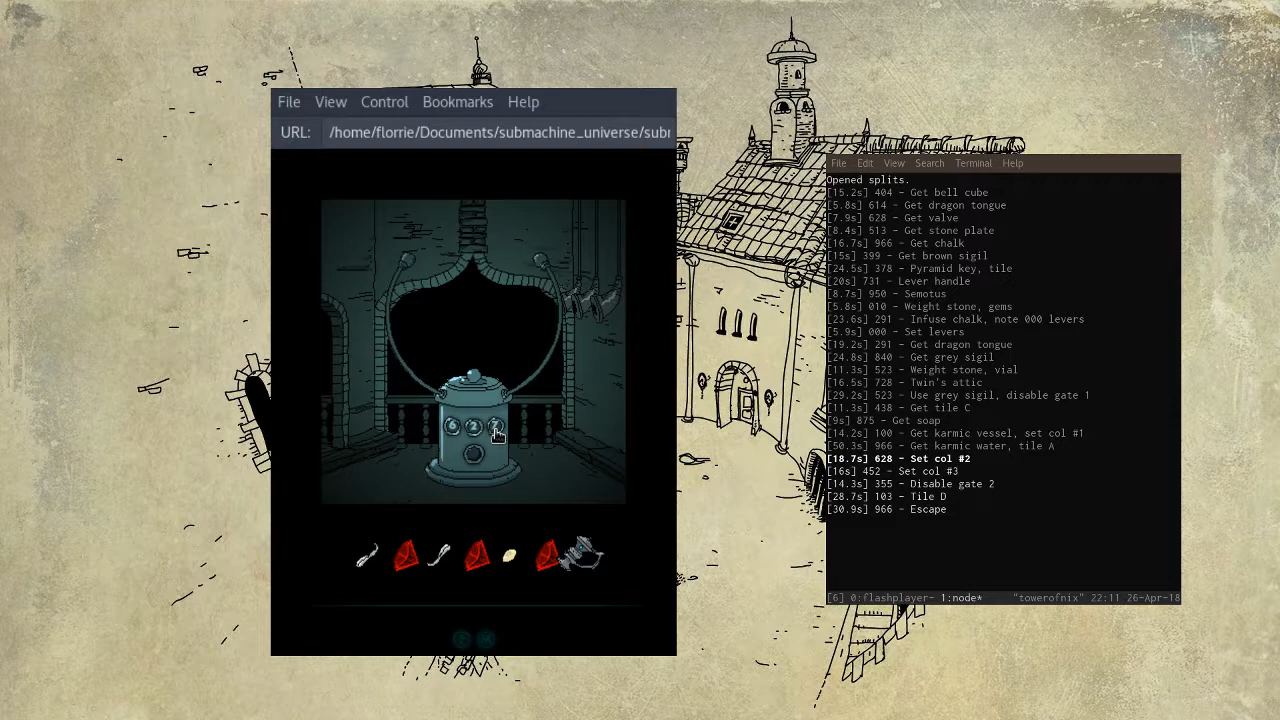 File View Control Bookmarks Help
URL: /home/florrie/Documents/submachine_universe/subm
6 2 7
File Edit View Search Terminal Help
Opened splits.
[15.2s] 404 - Get bell cube
[5.8s] 614 - Get dragon tongue
[7.9s] 628 - Get valve
[8.4s] 513 - Get stone plate
[16.7s] 966 - Get chalk
[15s] 399 - Get brown sigil
[24.5s] 378 - Pyramid key, tile
[20s] 731 - Lever handle
[8.7s] 950 - Semotus
[5.8s] 010 - Weight stone, gems
[23.6s] 291 - Infuse chalk, note 000 levers
[5.9s] 000 - Set levers
[19.2s] 291 - Get dragon tongue
[24.8s] 840 - Get grey sigil
[11.3s] 523 - Weight stone, vial
[16.5s] 728 - Twin's attic
[29.2s] 523 - Use grey sigil, disable gate 1
[11.3s] 438 - Get tile C
[9s] 875 - Get soap
[14.2s] 100 - Get karmic vessel, set col #1
[50.3s] 966 - Get karmic water, tile A
[18.7s] 628 - Set col #2
[16s] 452 - Set col #3
[14.3s] 355 - Disable gate 2
[28.7s] 103 - Tile D
[30.9s] 966 - Escape
[6] 0:flashplayer- 1:node* "towerofnix" 22:11 26-Apr-18